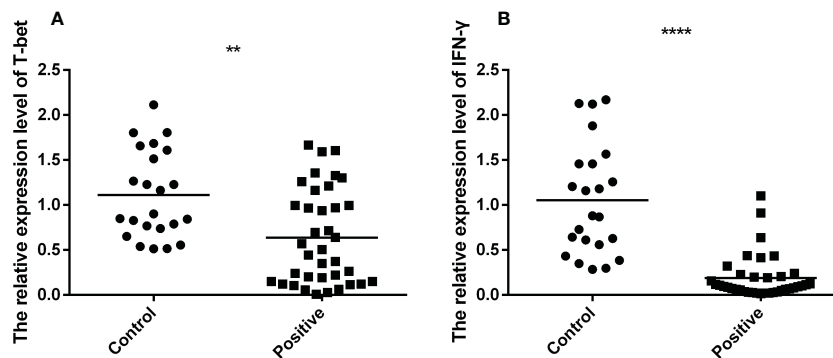 A
The relative expression level of T-bet
**
2.5
2.0
1.5
1.0
0.5
0.0
Control
Positive
B
The relative expression level of IFN-γ
****
2.5
2.0
1.5
1.0
0.5
0.0
Control
Positive